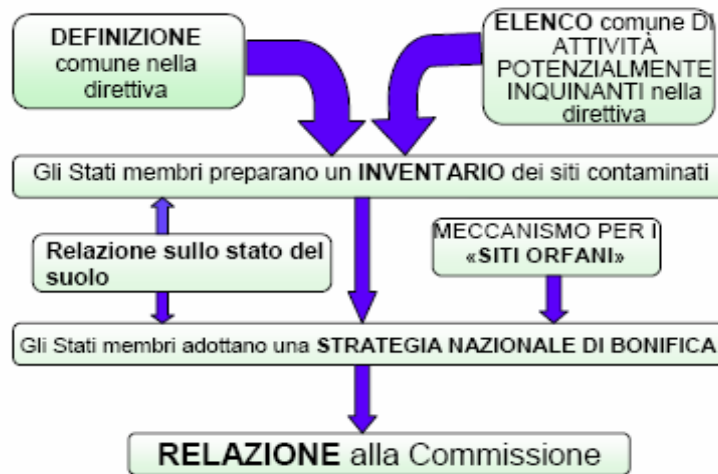 DEFINIZIONE
comune nella
direttiva
ELENCO comune DI
ATTIVITÀ
POTENZIALMENTE
INQUINANTI nella
direttiva
Gli Stati membri preparano un INVENTARIO dei siti contaminati
Relazione sullo stato del
suolo
MECCANISMO PER I
«SITI ORFANI»
Gli Stati membri adottano una STRATEGIA NAZIONALE DI BONIFICA
RELAZIONE alla Commissione